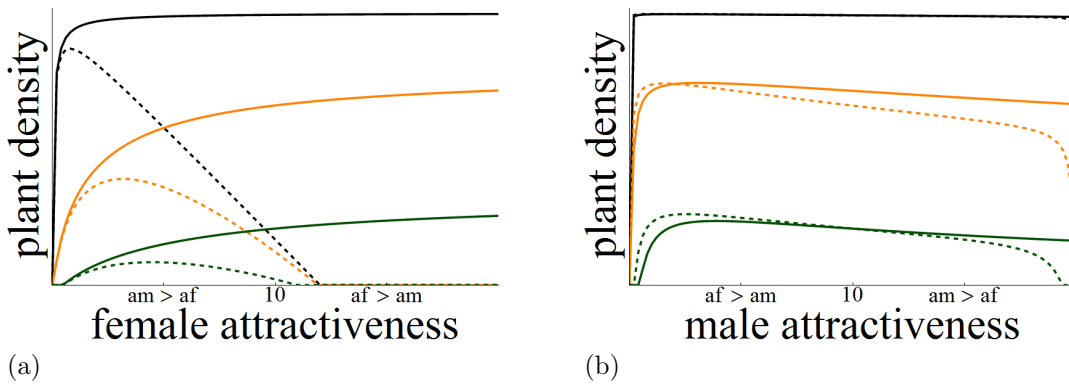 plant density
am > af
10
af > am
female attractiveness
(a)
plant density
af > am
10
am > af
male attractiveness
(b)